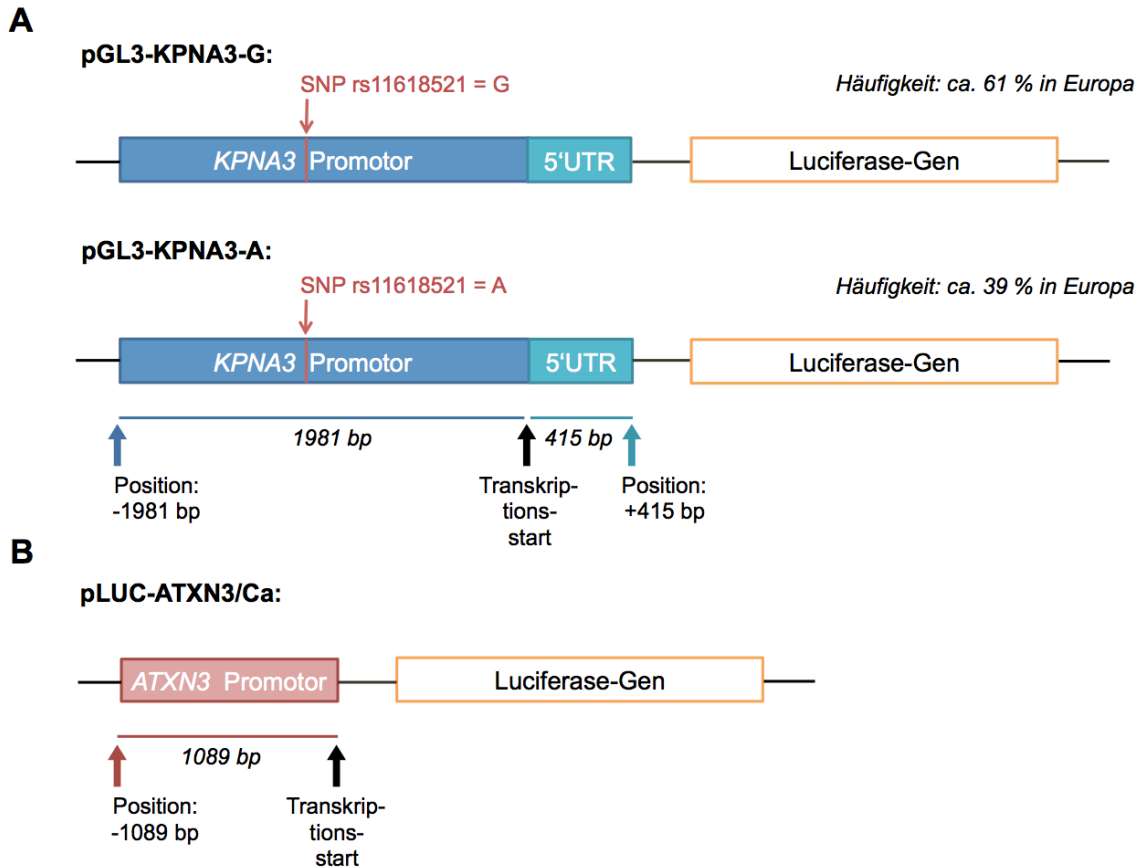 A
pGL3-KPNA3-G:
SNP rs11618521 = G
Häufigkeit: ca. 61 % in Europa
KPNA3 Promotor
5‘UTR
Luciferase-Gen
pGL3-KPNA3-A:
SNP rs11618521 = A
Häufigkeit: ca. 39 % in Europa
KPNA3 Promotor
5‘UTR
Luciferase-Gen
1981 bp
415 bp
Position:
-1981 bp
Transkrip-
tions-
start
Position:
+415 bp
B
pLUC-ATXN3/Ca:
ATXN3 Promotor
Luciferase-Gen
1089 bp
Position:
-1089 bp
Transkrip-
tions-
start